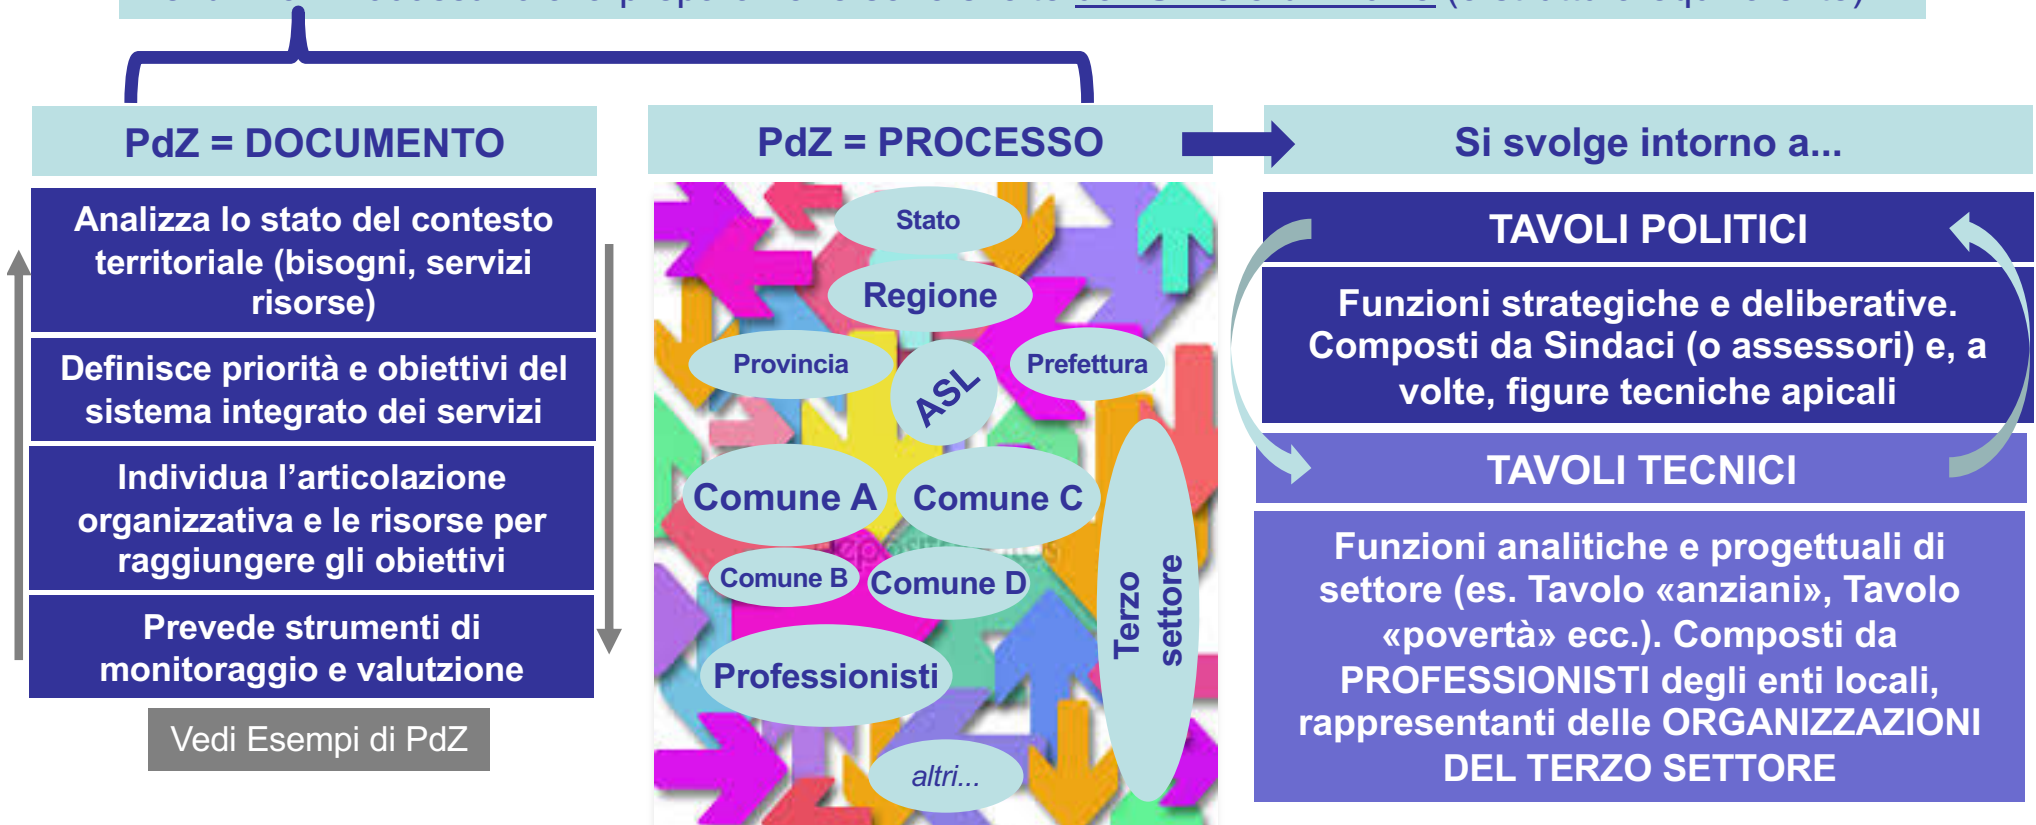 PdZ = DOCUMENTO
Analizza lo stato del contesto
territoriale (bisogni, servizi
risorse)
Definisce priorità e obiettivi del
sistema integrato dei servizi
Individua l’articolazione
organizzativa e le risorse per
raggiungere gli obiettivi
Prevede strumenti di
monitoraggio e valutzione
Vedi Esempi di PdZ
PdZ = PROCESSO
Stato
Regione
Provincia
ASL
Prefettura
Comune A
Comune C
Comune B
Comune D
Terzo
settore
Professionisti
altri...
Si svolge intorno a...
TAVOLI POLITICI
Funzioni strategiche e deliberative.
Composti da Sindaci (o assessori) e, a
volte, figure tecniche apicali
TAVOLI TECNICI
Funzioni analitiche e progettuali di
settore (es. Tavolo «anziani», Tavolo
«povertà» ecc.). Composti da
PROFESSIONISTI degli enti locali,
rappresentanti delle ORGANIZZAZIONI
DEL TERZO SETTORE